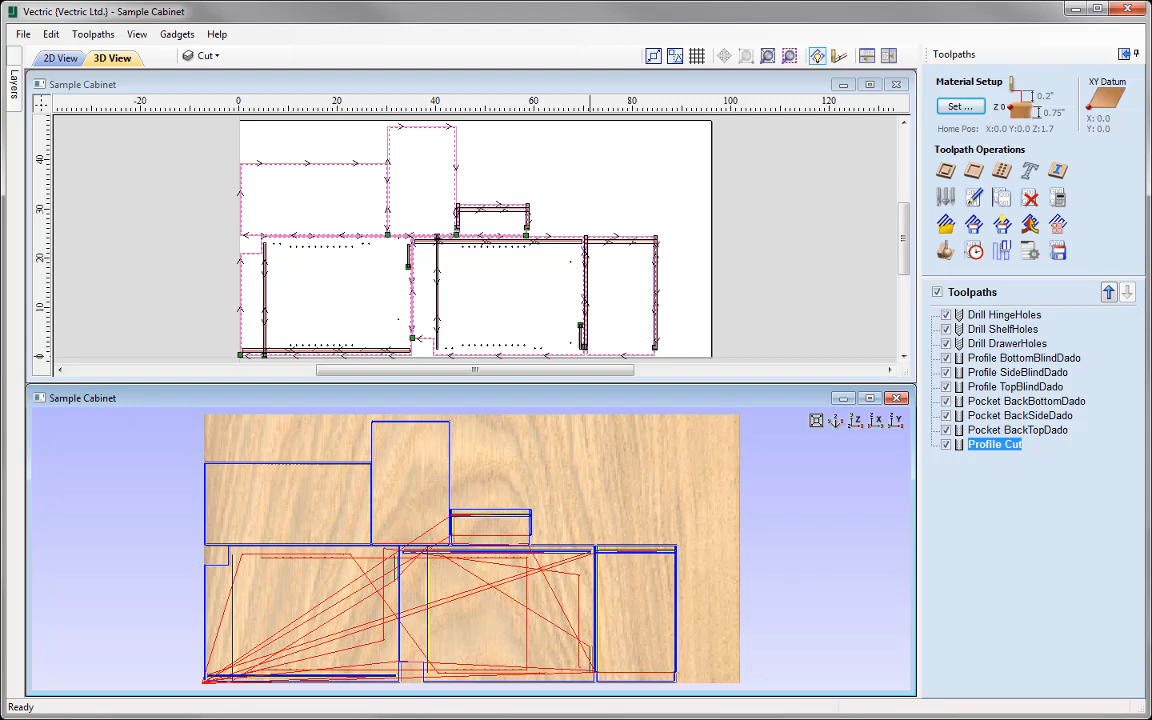 Vectric {Vectric Ltd.} - Sample Cabinet
File Edit Toolpaths View Gadgets Help
2D View 3D View Cut
Layers
Sample Cabinet
-20 0 20 40 60 80 100 120
40
30
20
10
0
Sample Cabinet
Z X Y
Toolpaths
Material Setup
Set ...
Z 0
0.2"
0.75"
Home Pos: X:0.0 Y:0.0 Z:1.7
XY Datum
X: 0.0
Y: 0.0
Toolpath Operations
Toolpaths
Drill HingeHoles
Drill ShelfHoles
Drill DrawerHoles
Profile BottomBlindDado
Profile SideBlindDado
Profile TopBlindDado
Pocket BackBottomDado
Pocket BackSideDado
Pocket BackTopDado
Profile Cut
Ready